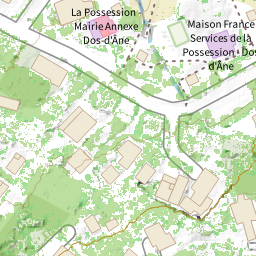 La Possession -
Mairie Annexe
Dos-d'Âne
Maison France
Services de la
Possession - Dos
d'Âne